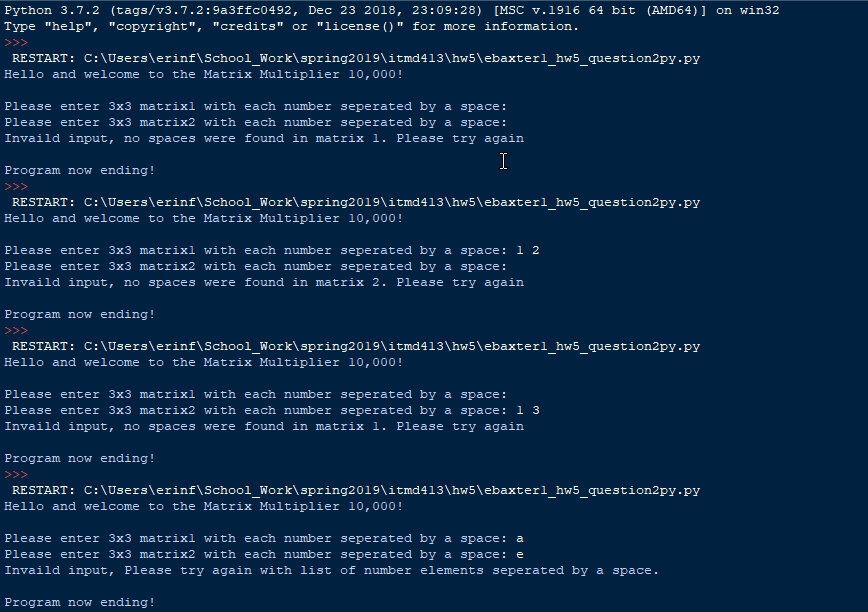 Python 3.7.2 (tags/v3.7.2:9a3ffc0492, Dec 23 2018, 23:09:28) [MSC v.1916 64 bit (AMD64)] on win32
Type "help", "copyright", "credits" or "license()" for more information.
>>>
RESTART: C:\Users\erinf\School_Work\spring2019\itmd413\hw5\ebaxter1_hw5_question2py.py
Hello and welcome to the Matrix Multiplier 10,000!
Please enter 3x3 matrix1 with each number seperated by a space:
Please enter 3x3 matrix2 with each number seperated by a space:
Invaild input, no spaces were found in matrix 1. Please try again
Program now ending!
>>>
RESTART: C:\Users\erinf\School_Work\spring2019\itmd413\hw5\ebaxter1_hw5_question2py.py
Hello and welcome to the Matrix Multiplier 10,000!
Please enter 3x3 matrix1 with each number seperated by a space: 1 2
Please enter 3x3 matrix2 with each number seperated by a space:
Invaild input, no spaces were found in matrix 2. Please try again
Program now ending!
>>>
RESTART: C:\Users\erinf\School_Work\spring2019\itmd413\hw5\ebaxter1_hw5_question2py.py
Hello and welcome to the Matrix Multiplier 10,000!
Please enter 3x3 matrix1 with each number seperated by a space:
Please enter 3x3 matrix2 with each number seperated by a space: 1 3
Invaild input, no spaces were found in matrix 1. Please try again
Program now ending!
>>>
RESTART: C:\Users\erinf\School_Work\spring2019\itmd413\hw5\ebaxter1_hw5_question2py.py
Hello and welcome to the Matrix Multiplier 10,000!
Please enter 3x3 matrix1 with each number seperated by a space: a
Please enter 3x3 matrix2 with each number seperated by a space: e
Invaild input, Please try again with list of number elements seperated by a space.
Program now ending!